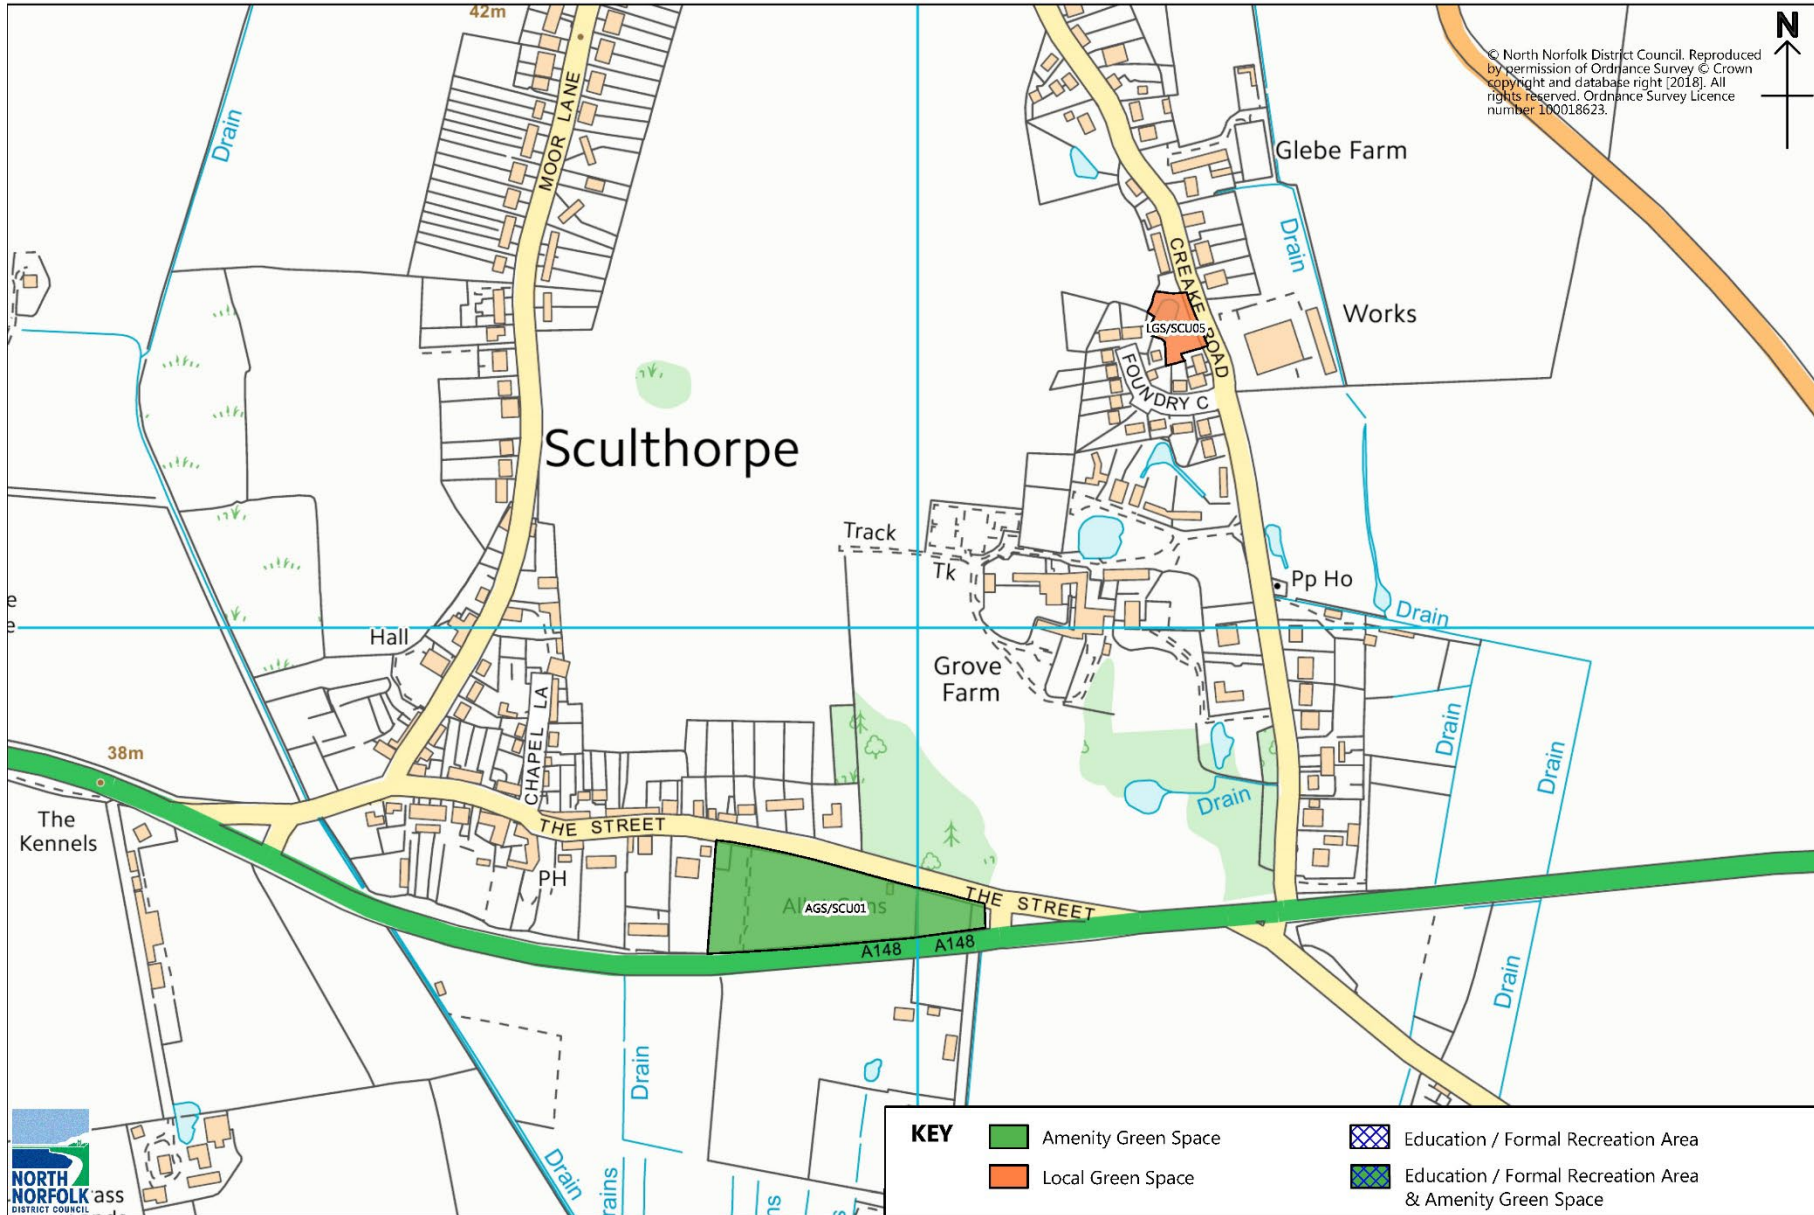 42m
N
© North Norfolk District Council. Reproduced
by permission of Ordnance Survey © Crown
copyright and database right [2018]. All
rights reserved. Ordnance Survey Licence
number 100018623.
Drain
MOOR LANE
Glebe Farm
Drain
CREAKE ROAD
Works
LGS/SCU05
FOUNDRY C
Sculthorpe
Track
Tk
Pp Ho
Drain
e
e
Hall
Grove
Farm
CHAPEL LA
Drain
Drain
38m
Drain
The
Kennels
THE STREET
PH
THE STREET
AGS/SCU01
A148
A148
Drain
Drain
Drain
rains
ns
s
NORTH
NORFOLK
DISTRICT COUNCIL
ass
KEY
Amenity Green Space
Local Green Space
Education / Formal Recreation Area
Education / Formal Recreation Area
& Amenity Green Space